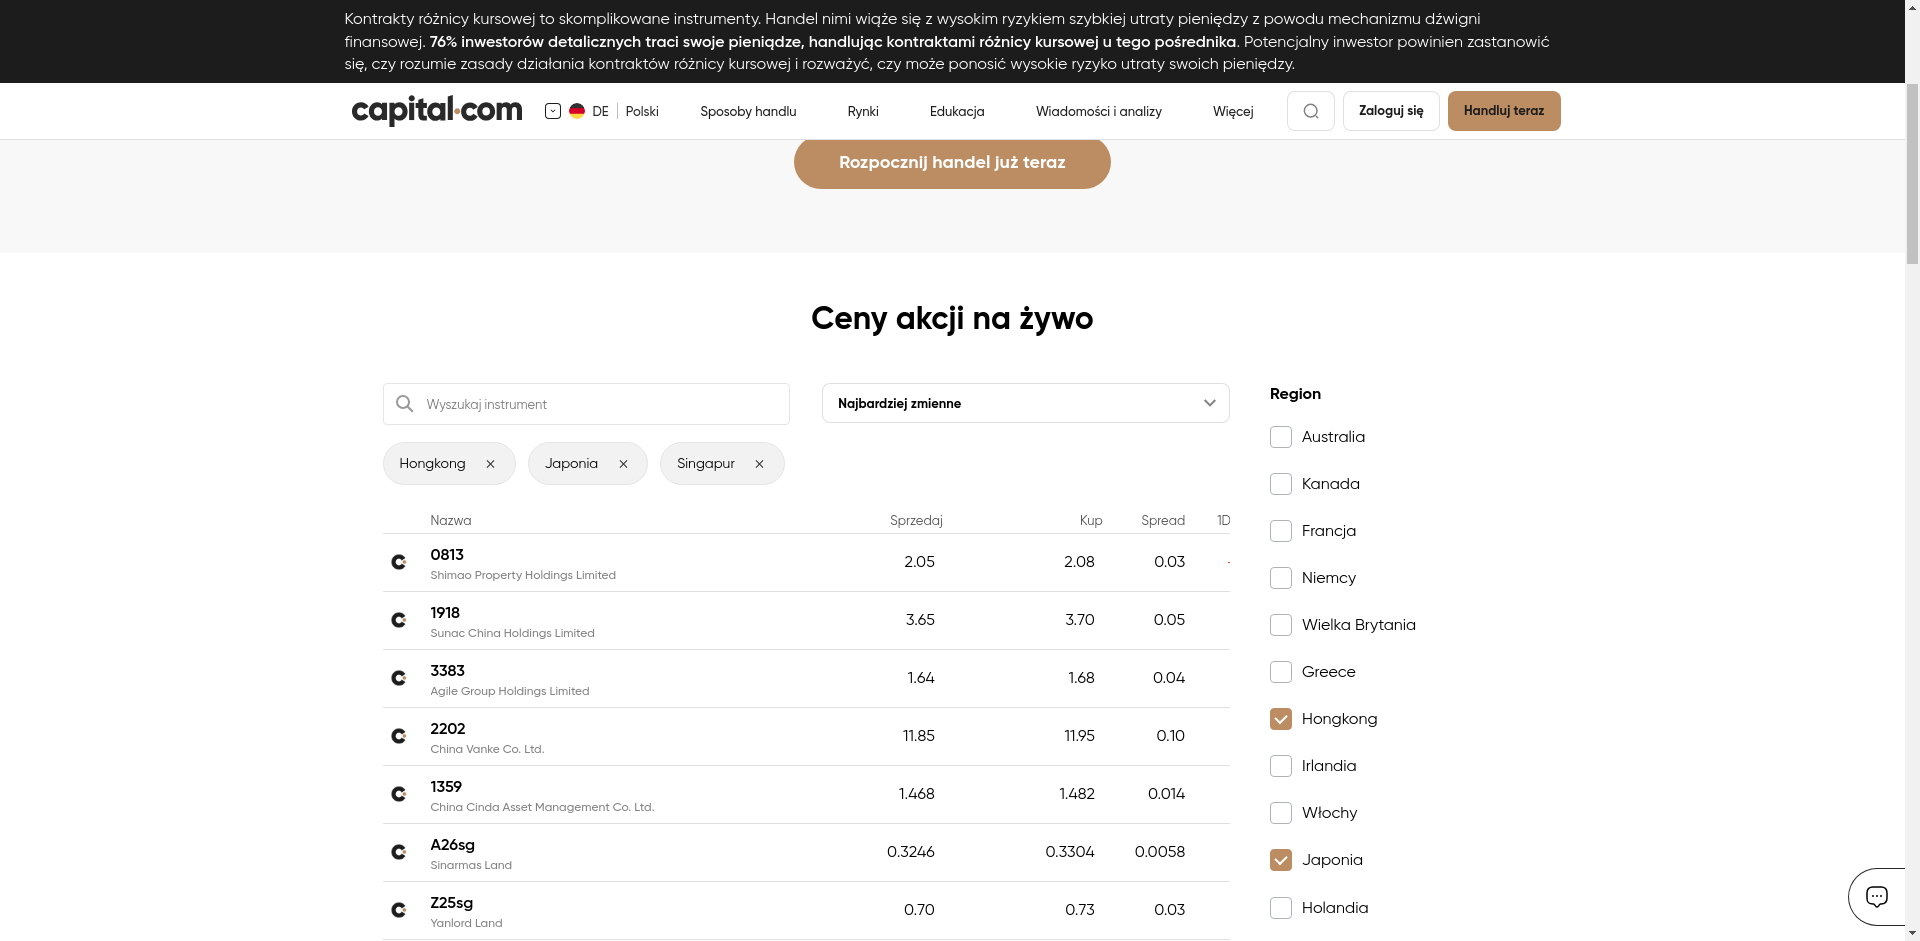 Kontrakty różnicy kursowej to skomplikowane instrumenty. Handel nimi wiąże się z wysokim ryzykiem szybkiej utraty pieniędzy z powodu mechanizmu dźwigni
finansowej. 76% inwestorów detalicznych traci swoje pieniądze, handlując kontraktami różnicy kursowej u tego pośrednika. Potencjalny inwestor powinien zastanowić
się, czy rozumie zasady działania kontraktów różnicy kursowej i rozważyć, czy może ponosić wysokie ryzyko utraty swoich pieniędzy.
capital.com DE Polski Sposoby handlu Rynki Edukacja Wiadomości i analizy Więcej Zaloguj się Handluj teraz
Rozpocznij handel już teraz
Ceny akcji na żywo
Wyszukaj instrument
Najbardziej zmienne
Hongkong Japonia Singapur
Nazwa Sprzedaj Kup Spread 1D
0813 2.05 2.08 0.03
Shimao Property Holdings Limited
1918 3.65 3.70 0.05
Sunac China Holdings Limited
3383 1.64 1.68 0.04
Agile Group Holdings Limited
2202 11.85 11.95 0.10
China Vanke Co. Ltd.
1359 1.468 1.482 0.014
China Cinda Asset Management Co. Ltd.
A26sg 0.3246 0.3304 0.0058
Sinarmas Land
Z25sg 0.70 0.73 0.03
Yanlord Land
Region
Australia
Kanada
Francja
Niemcy
Wielka Brytania
Greece
Hongkong
Irlandia
Włochy
Japonia
Holandia